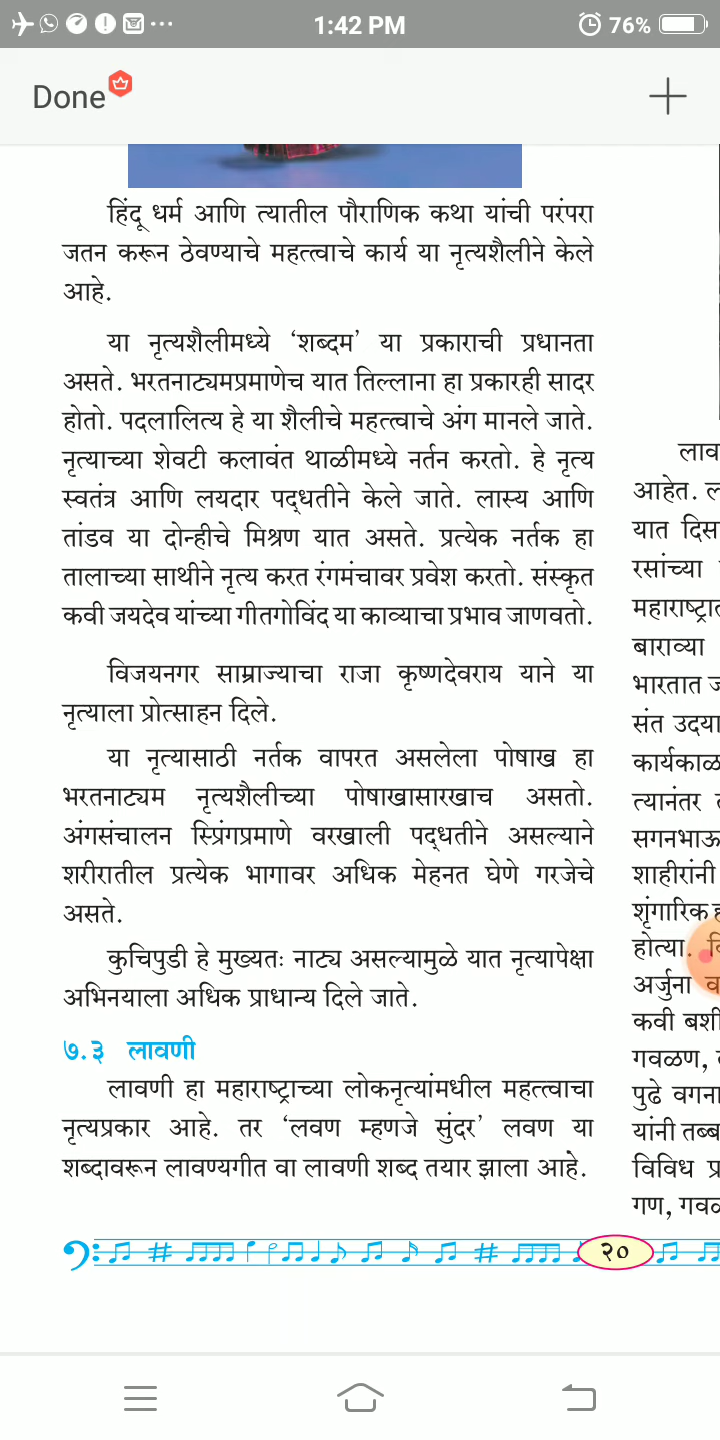 1:42 PM
76%
Done
हिंदू धर्म आणि त्यातील पौराणिक कथा यांची परंपरा
जतन करून ठेवण्याचे महत्त्वाचे कार्य या नृत्यशैलीने केले
आहे.
या नृत्यशैलीमध्ये ‘शब्दम’ या प्रकाराची प्रधानता
असते. भरतनाट्यमप्रमाणेच यात तिल्लाना हा प्रकारही सादर
होतो. पदलालित्य हे या शैलीचे महत्त्वाचे अंग मानले जाते.
नृत्याच्या शेवटी कलावंत थाळीमध्ये नर्तन करतो. हे नृत्य
स्वतंत्र आणि लयदार पद्धतीने केले जाते. लास्य आणि
तांडव या दोन्हीचे मिश्रण यात असते. प्रत्येक नर्तक हा
तालाच्या साथीने नृत्य करत रंगमंचावर प्रवेश करतो. संस्कृत
कवी जयदेव यांच्या गीतगोविंद या काव्याचा प्रभाव जाणवतो.
विजयनगर साम्राज्याचा राजा कृष्णदेवराय याने या
नृत्याला प्रोत्साहन दिले.
या नृत्यासाठी नर्तक वापरत असलेला पोषाख हा
भरतनाट्यम नृत्यशैलीच्या पोषाखासारखाच असतो.
अंगसंचालन स्प्रिंगप्रमाणे वरखाली पद्धतीने असल्याने
शरीरातील प्रत्येक भागावर अधिक मेहनत घेणे गरजेचे
असते.
कुचिपुडी हे मुख्यतः नाट्य असल्यामुळे यात नृत्यापेक्षा
अभिनयाला अधिक प्राधान्य दिले जाते.
७.३ लावणी
लावणी हा महाराष्ट्राच्या लोकनृत्यांमधील महत्त्वाचा
नृत्यप्रकार आहे. तर ‘लवण म्हणजे सुंदर’ लवण या
शब्दावरून लावण्यगीत वा लावणी शब्द तयार झाला आहे.
२०
लाव
आहेत. ल
यात दिस
रसांच्या
महाराष्ट्रात
बाराव्या
भारतात ज
संत उदया
कार्यकाळ
त्यानंतर
सगनभाऊ
शाहीरांनी
शृंगारिक ह
होत्या.
अर्जुना व
कवी बशी
गवळण,
पुढे वगना
यांनी तब्ब
विविध प्र
गण, गवळ